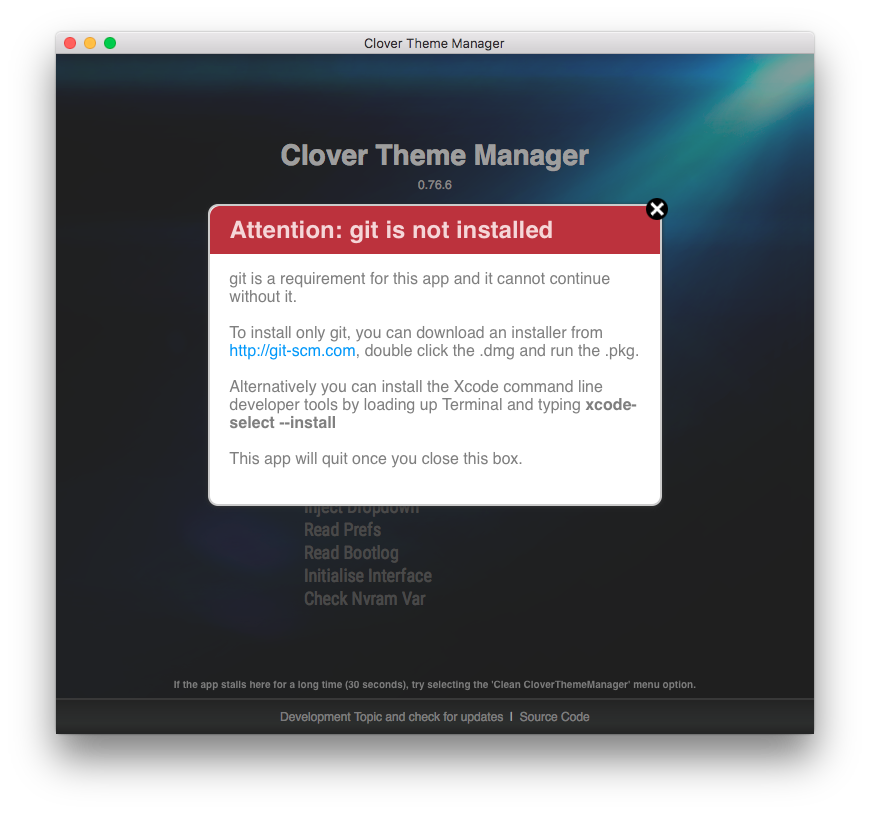 Clover Theme Manager
Clover Theme Manager
0.76.6
Attention: git is not installed
git is a requirement for this app and it cannot continue
without it.
To install only git, you can download an installer from
http://git-scm.com, double click the .dmg and run the .pkg.
Alternatively you can install the Xcode command line
developer tools by loading up Terminal and typing xcode-
select --install
This app will quit once you close this box.
Inject Dropdown
Read Prefs
Read Bootlog
Initialise Interface
Check Nvram Var
If the app stalls here for a long time (30 seconds), try selecting the 'Clean CloverThemeManager' menu option.
Development Topic and check for updates | Source Code